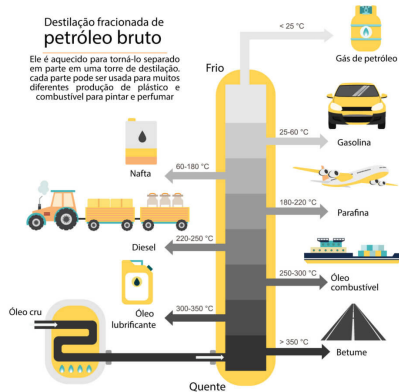 Destilação fracionada de
petróleo bruto
Ele é aquecido para torná-lo separado
em parte em uma torre de destilação.
cada parte pode ser usada para muitos
diferentes produção de plástico e
combustível para pintar e perfumar
< 25 °C
Gás de petróleo
Frio
25-60 °C
Gasolina
60-180 °C
Nafta
180-220 °C
Parafina
220-250 °C
Diesel
250-300 °C
Óleo
combustível
300-350 °C
Óleo
lubrificante
Óleo cru
> 350 °C
Betume
Quente